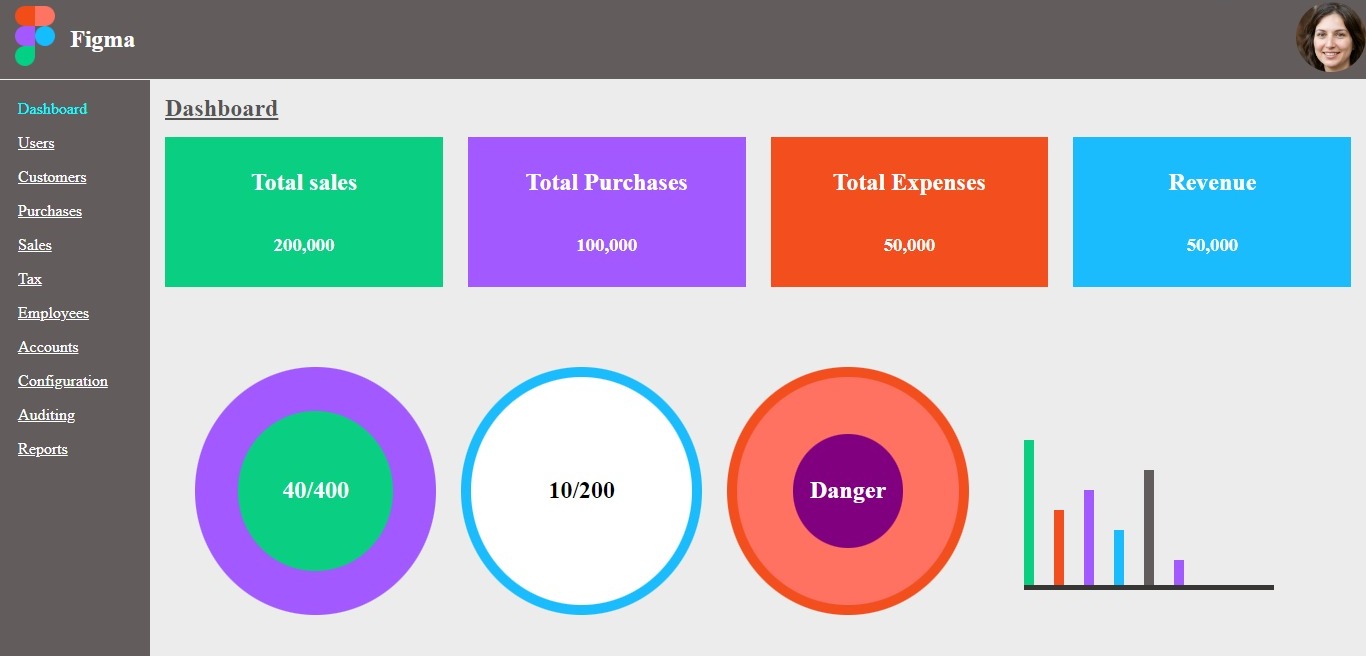 Figma
Dashboard
Users
Customers
Purchases
Sales
Tax
Employees
Accounts
Configuration
Auditing
Reports
Dashboard
Total sales
200,000
Total Purchases
100,000
Total Expenses
50,000
Revenue
50,000
40/400
10/200
Danger